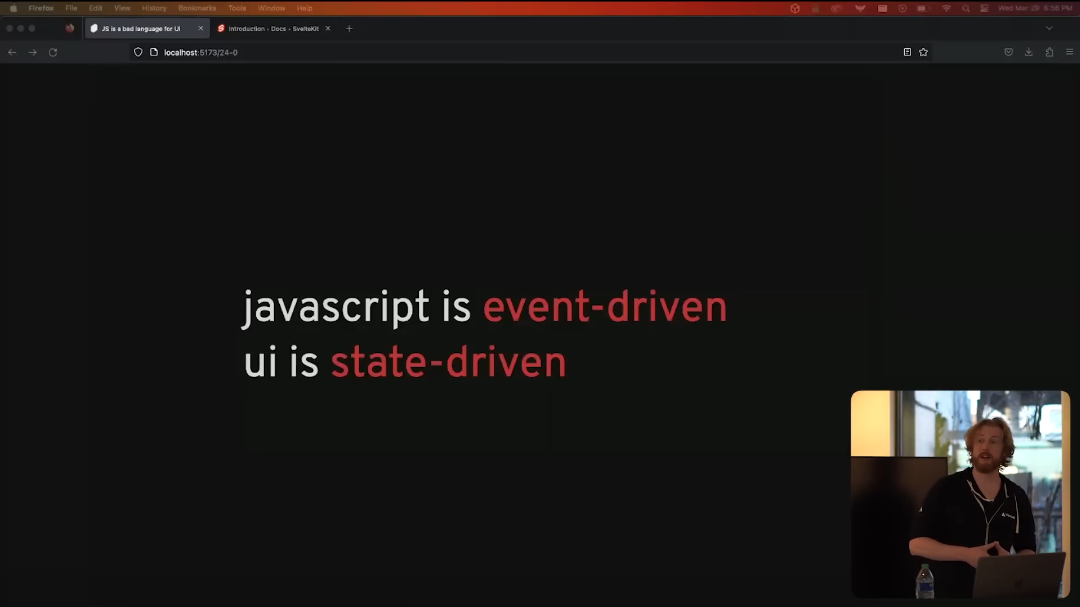 Firefox File Edit View History Bookmarks Tools Window Help Wed Mar 29 6:56 PM
JS is a bad language for UI
Introduction • Docs • SvelteKit
localhost:5173/24-0
javascript is event-driven
ui is state-driven